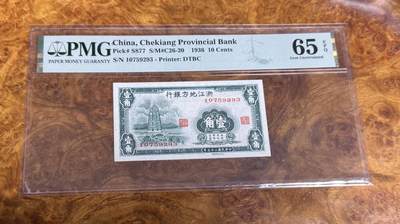 PMG
PAPER MONEY GUARANTY
China, Chekiang Provincial Bank
Pick# S877 S/M#C26-20 1936 10 Cents
S/N 10759293 - Printer: DTBC
65 EPQ
Gem Uncirculated
行銀方地江浙
10759293
角壹
10759293